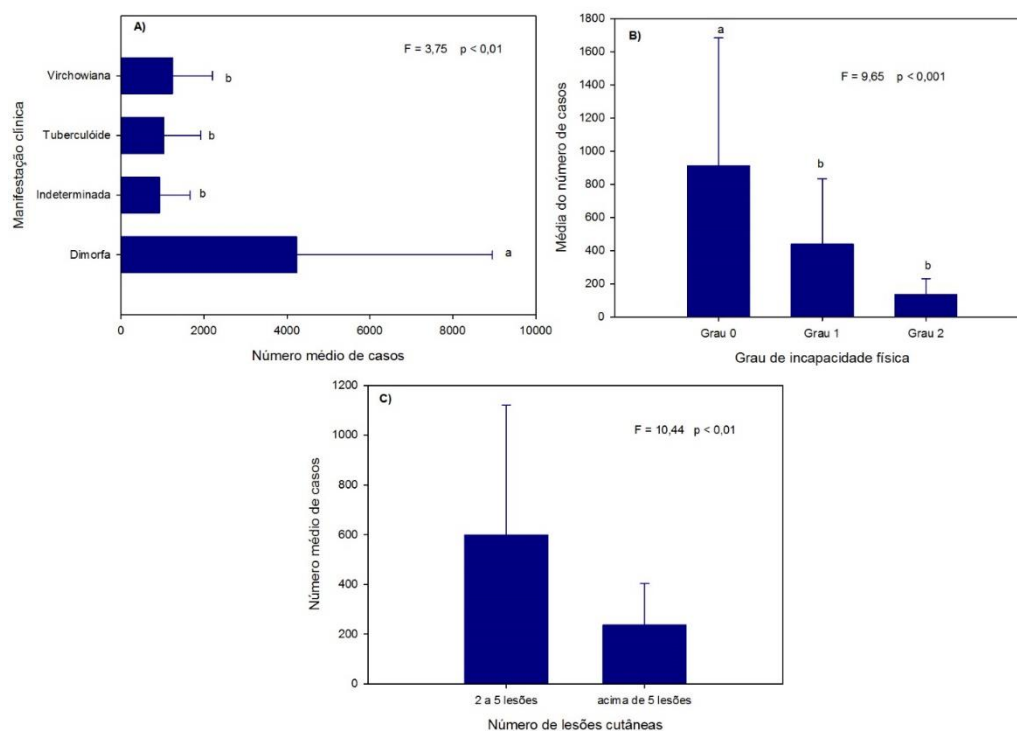 A)
F = 3,75 p < 0,01
Manifestação clínica
Virchowiana
b
Tuberculóide
b
Indeterminada
b
Dimorfa
a
0 2000 4000 6000 8000 10000
Número médio de casos
B)
F = 9,65 p < 0,001
Média do número de casos
1800
1600
1400
1200
1000
800
600
400
200
0
a
b
b
Grau 0 Grau 1 Grau 2
Grau de incapacidade física
C)
F = 10,44 p < 0,01
Número médio de casos
1200
1000
800
600
400
200
0
2 a 5 lesões acima de 5 lesões
Número de lesões cutâneas